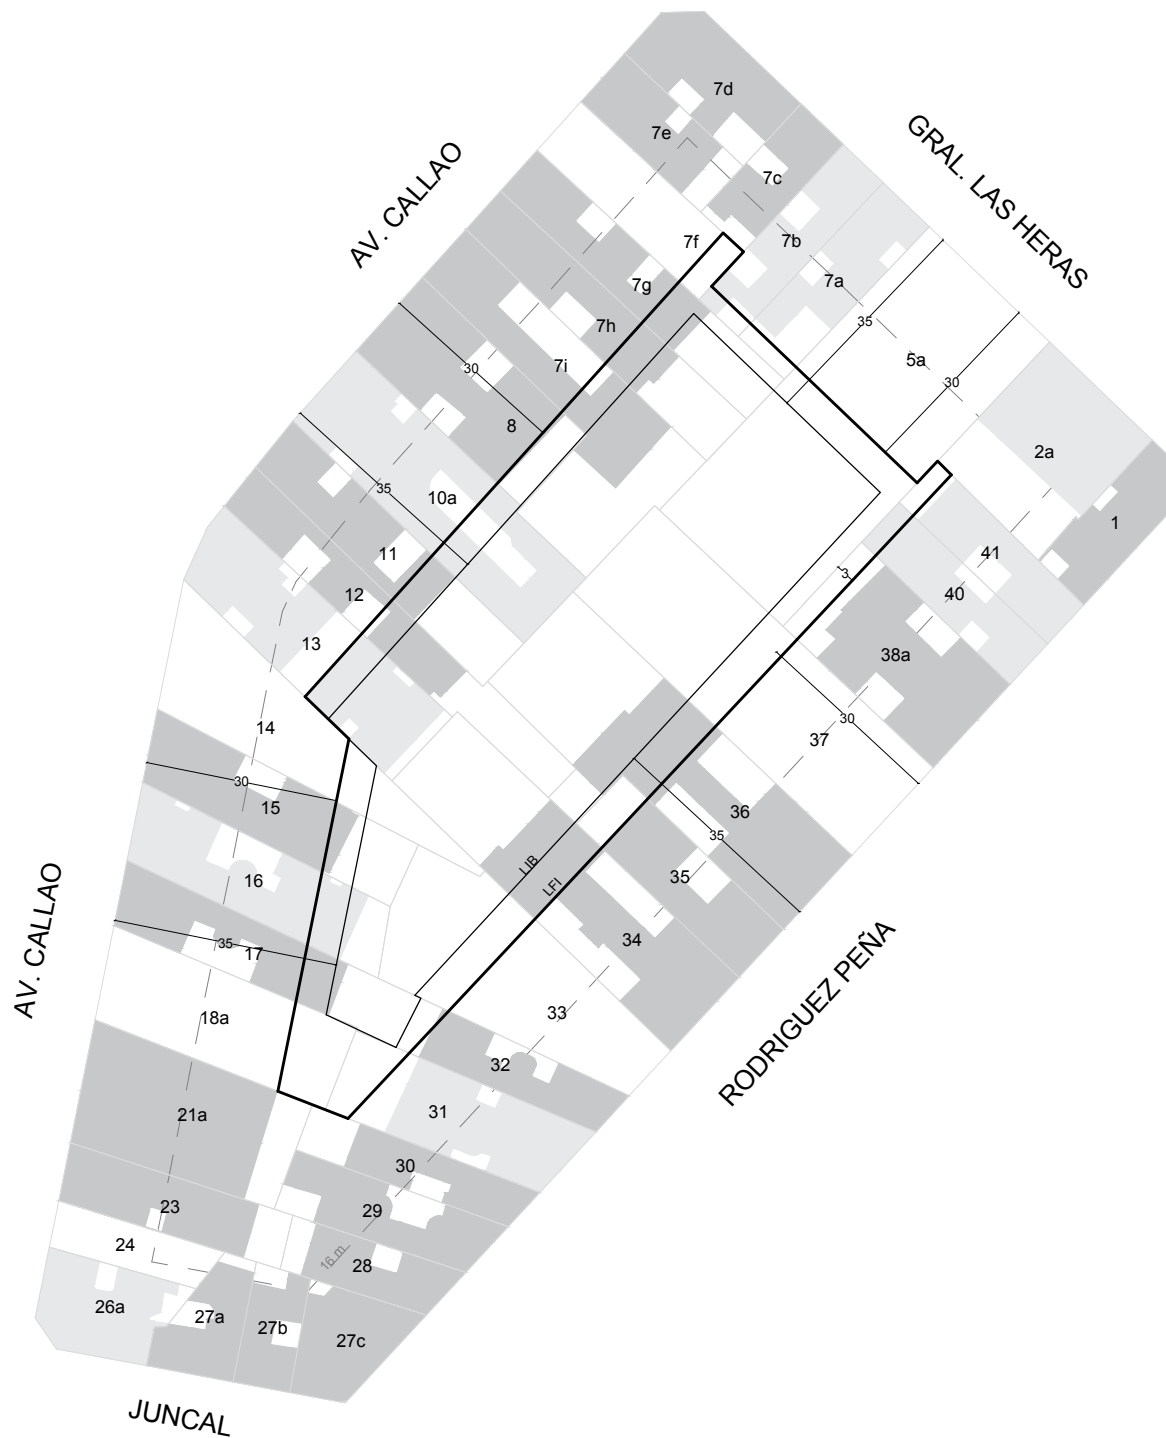 7d
GRAL. LAS HERAS
7e
AV. CALLAO
7c
7f
7b
7g
7a
35
7h
5a
7i
30
30
8
2a
35
10a
1
11
41
3
12
40
13
38a
14
30
37
30
15
36
35
LIB
16
LFI
35
AV. CALLAO
34
35
17
RODRIGUEZ PEÑA
18a
33
32
21a
31
30
23
29
24
16 m.
28
26a
27a
27b
27c
JUNCAL